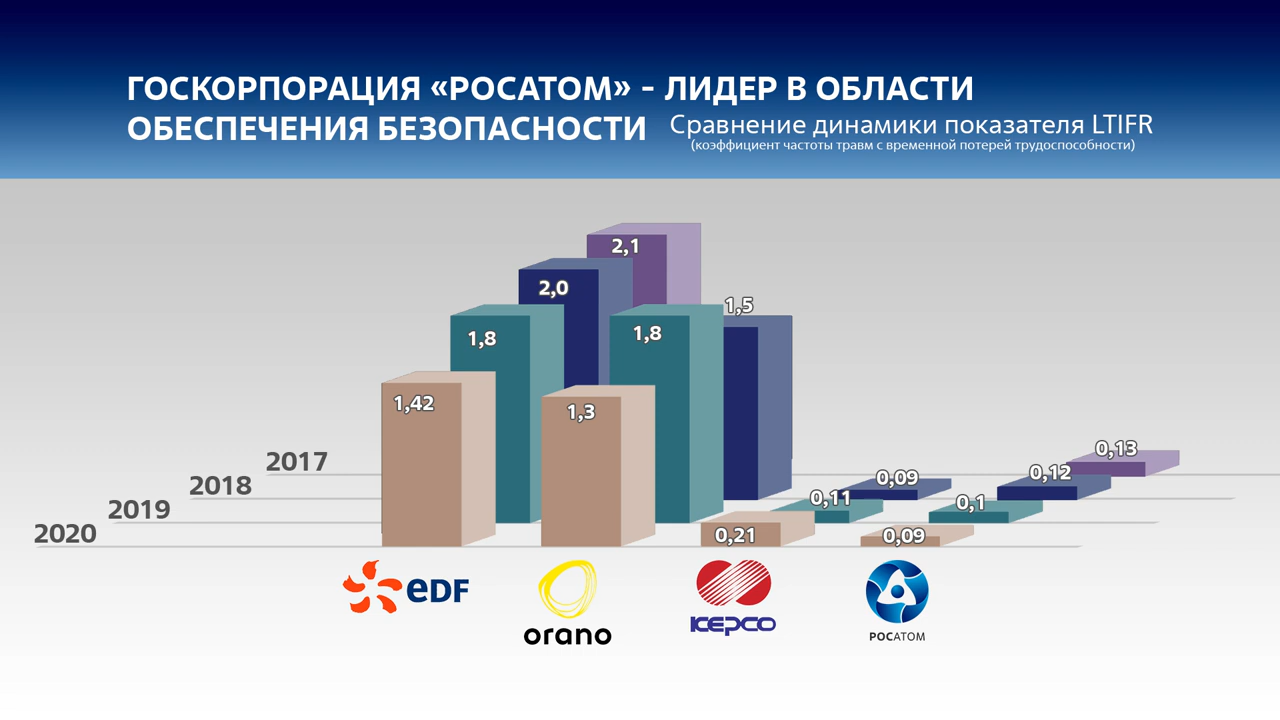 ГОСКОРПОРАЦИЯ «РОСАТОМ» - ЛИДЕР В ОБЛАСТИ
ОБЕСПЕЧЕНИЯ БЕЗОПАСНОСТИ Сравнение динамики показателя LTIFR
(коэффициент частоты травм с временной потерей трудоспособности)
2,1
2,0
1,5
1,8
1,8
1,42
1,3
2017
0,13
2018
0,09
0,12
2019
0,11
0,1
2020
0,21
0,09
eDF
orano
KEPCO
РОСАТОМ